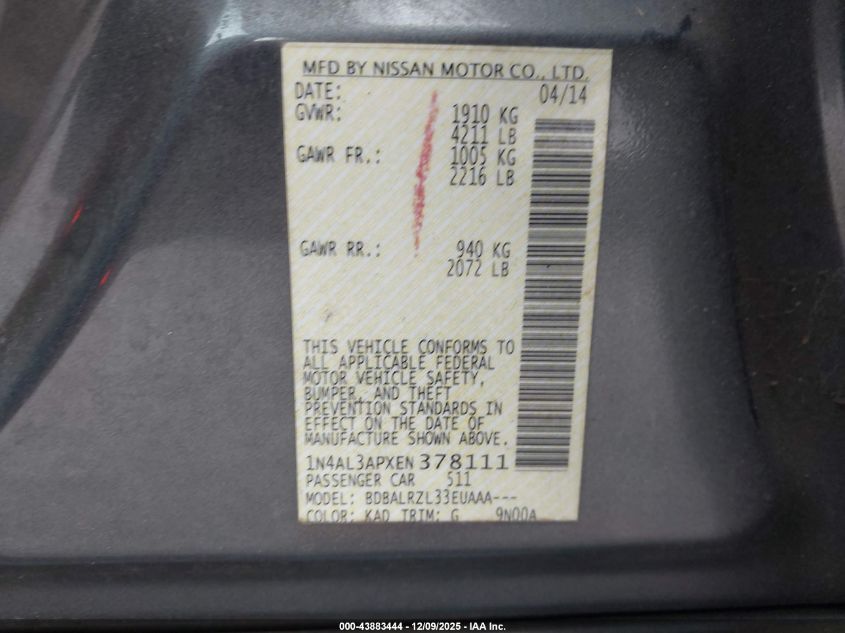 MFD BY NISSAN MOTOR CO., LTD.
DATE: 04/14
GVWR: 1910 KG
4211 LB
GAWR FR.: 1005 KG
2216 LB
GAWR RR.: 940 KG
2072 LB
THIS VEHICLE CONFORMS TO
ALL APPLICABLE FEDERAL
MOTOR VEHICLE SAFETY,
BUMPER, AND THEFT
PREVENTION STANDARDS IN
EFFECT ON THE DATE OF
MANUFACTURE SHOWN ABOVE.
1N4AL3APXEN378111
PASSENGER CAR 511
MODEL: BDBALRZL33EUAAA---
COLOR: KAD TRIM: G 9N00A
000-43883444 • 12/09/2025 - IAA Inc.